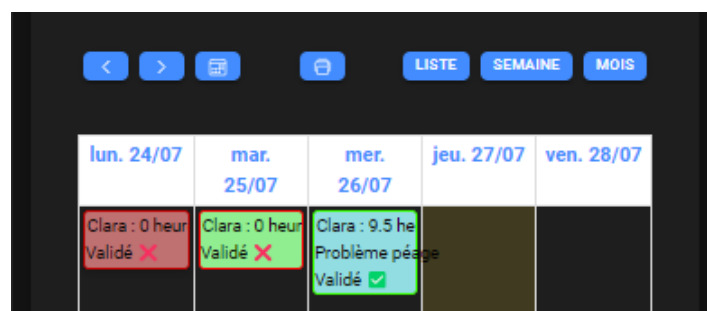 LISTE SEMAINE MOIS
lun. 24/07 mar. 25/07 mer. 26/07 jeu. 27/07 ven. 28/07
Clara : 0 heur
Validé ❌
Clara : 0 heur
Validé ❌
Clara : 9.5 he
Problème péage
Validé ✅